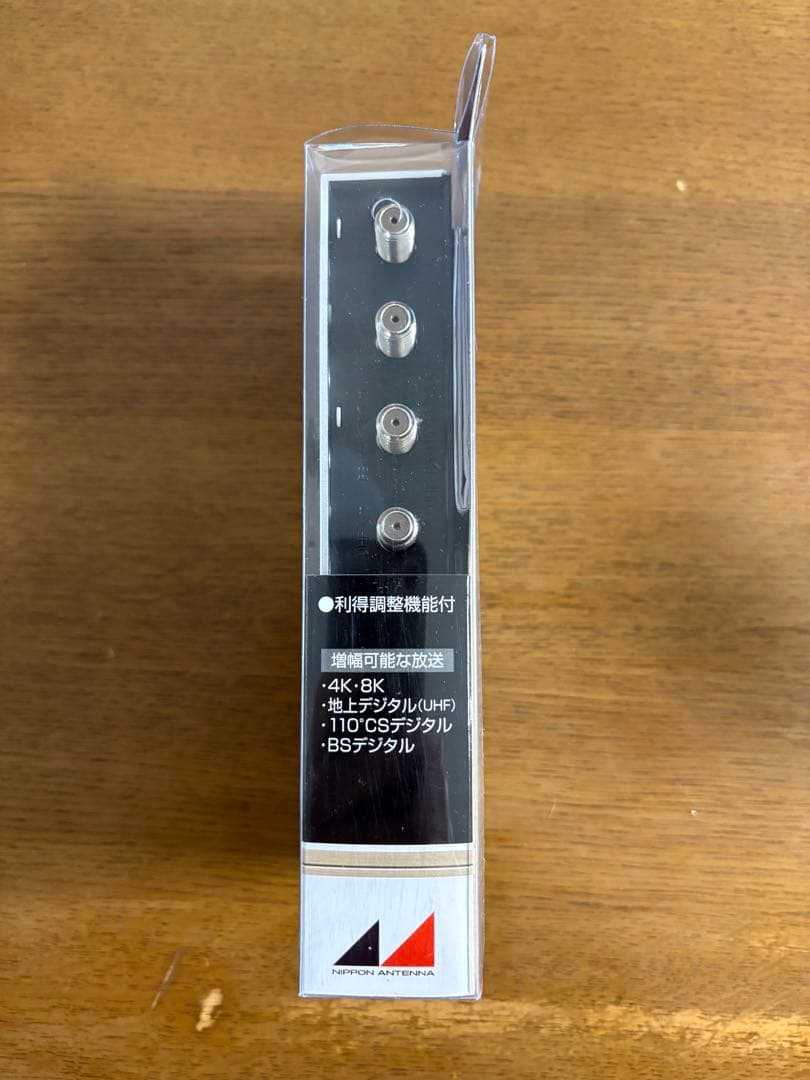 ●利得調整機能付
増幅可能な放送
・4K・8K
・地上デジタル(UHF)
・110°CSデジタル
・BSデジタル
NIPPON ANTENNA